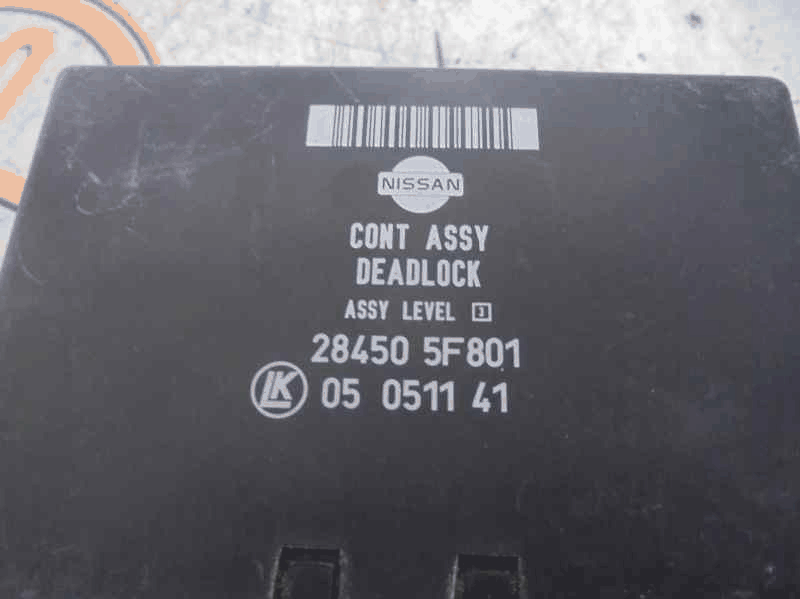 NISSAN
CONT ASSY
DEADLOCK
ASSY LEVEL 3
28450 5F801
LK 05 0511 41